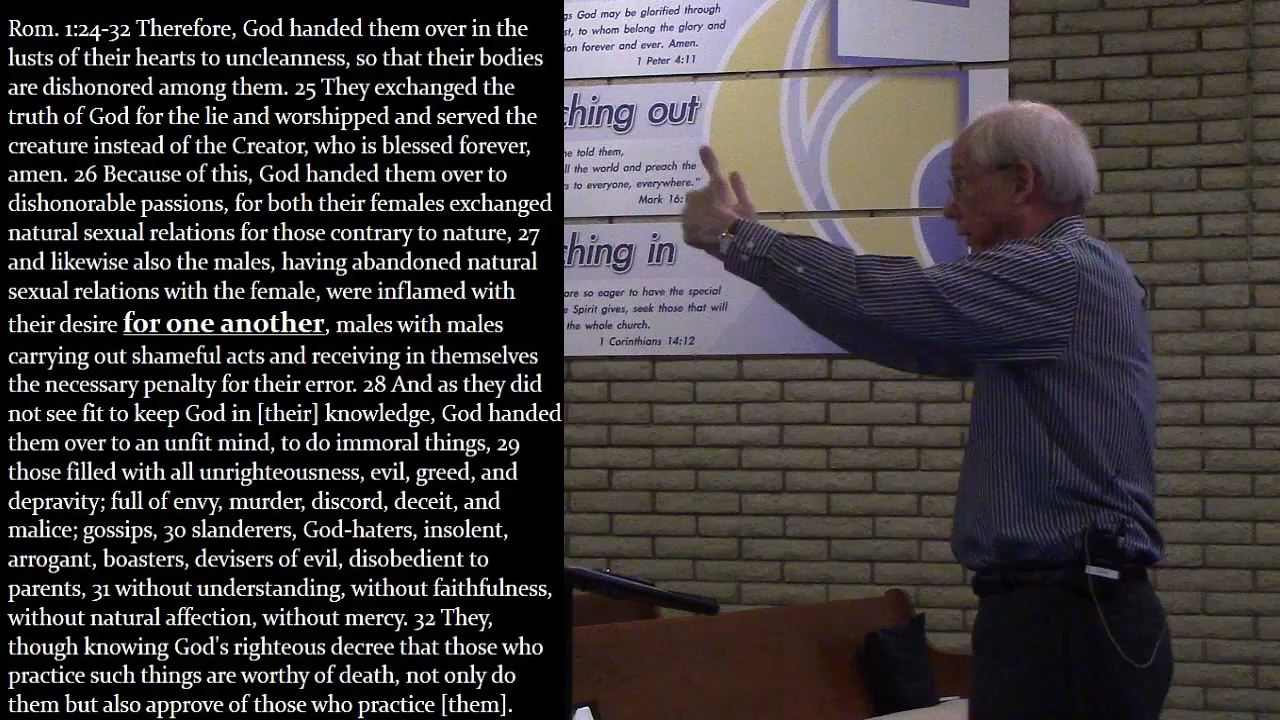 Rom. 1:24-32 Therefore, God handed them over in the
lusts of their hearts to uncleanness, so that their bodies
are dishonored among them. 25 They exchanged the
truth of God for the lie and worshipped and served the
creature instead of the Creator, who is blessed forever,
amen. 26 Because of this, God handed them over to
dishonorable passions, for both their females exchanged
natural sexual relations for those contrary to nature, 27
and likewise also the males, having abandoned natural
sexual relations with the female, were inflamed with
their desire for one another, males with males
carrying out shameful acts and receiving in themselves
the necessary penalty for their error. 28 And as they did
not see fit to keep God in [their] knowledge, God handed
them over to an unfit mind, to do immoral things, 29
those filled with all unrighteousness, evil, greed, and
depravity; full of envy, murder, discord, deceit, and
malice; gossips, 30 slanderers, God-haters, insolent,
arrogant, boasters, devisers of evil, disobedient to
parents, 31 without understanding, without faithfulness,
without natural affection, without mercy. 32 They,
though knowing God's righteous decree that those who
practice such things are worthy of death, not only do
them but also approve of those who practice [them].
gs God may be glorified through
st, to whom belong the glory and
ion forever and ever. Amen.
1 Peter 4:11
ching out
he told them,
ll the world and preach the
s to everyone, everywhere."
Mark 16:
ching in
are so eager to have the special
e Spirit gives, seek those that will
the whole church.
1 Corinthians 14:12